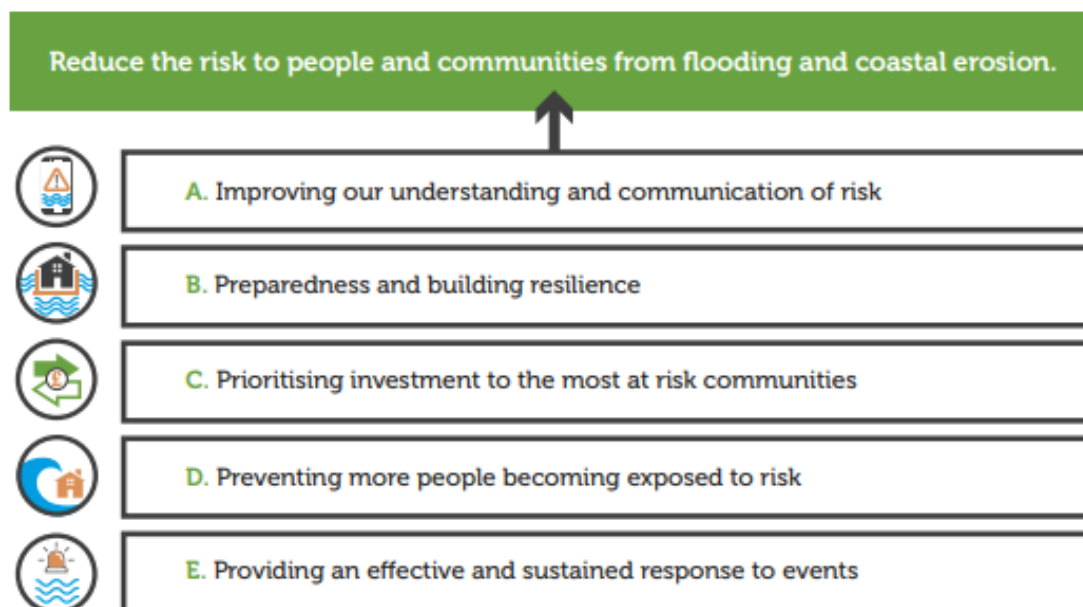 Reduce the risk to people and communities from flooding and coastal erosion.
A. Improving our understanding and communication of risk
B. Preparedness and building resilience
£
C. Prioritising investment to the most at risk communities
D. Preventing more people becoming exposed to risk
E. Providing an effective and sustained response to events